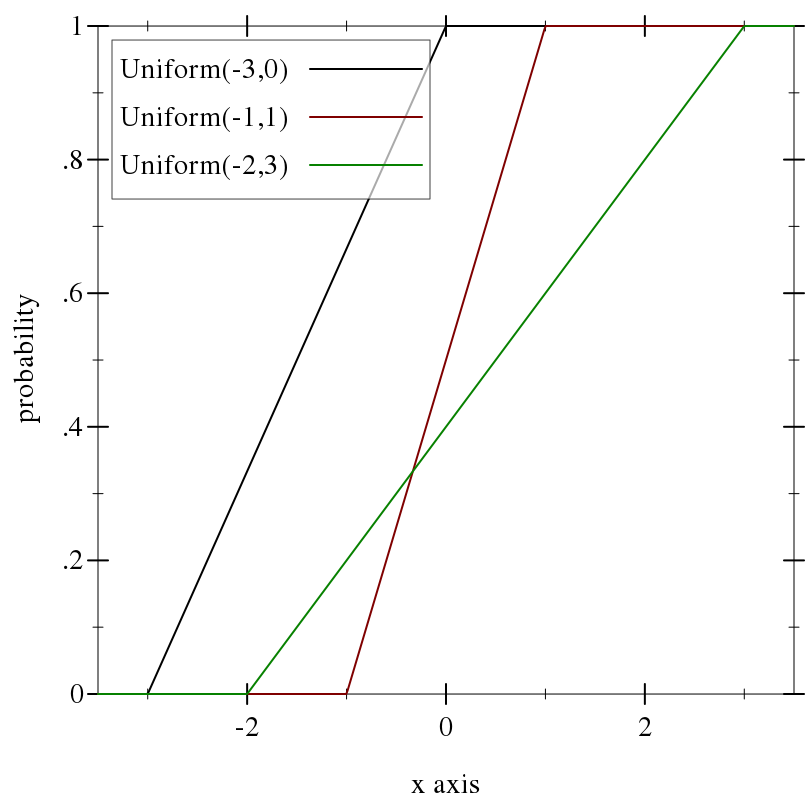 1
.8
.6
.4
.2
0
probability
Uniform(-3,0)
Uniform(-1,1)
Uniform(-2,3)
-2 0 2
x axis